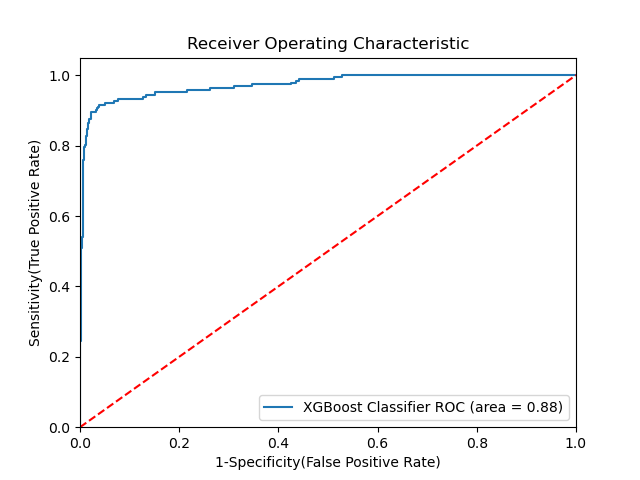 Receiver Operating Characteristic
Sensitivity(True Positive Rate)
1.0
0.8
0.6
0.4
0.2
0.0
XGBoost Classifier ROC (area = 0.88)
0.0 0.2 0.4 0.6 0.8 1.0
1-Specificity(False Positive Rate)